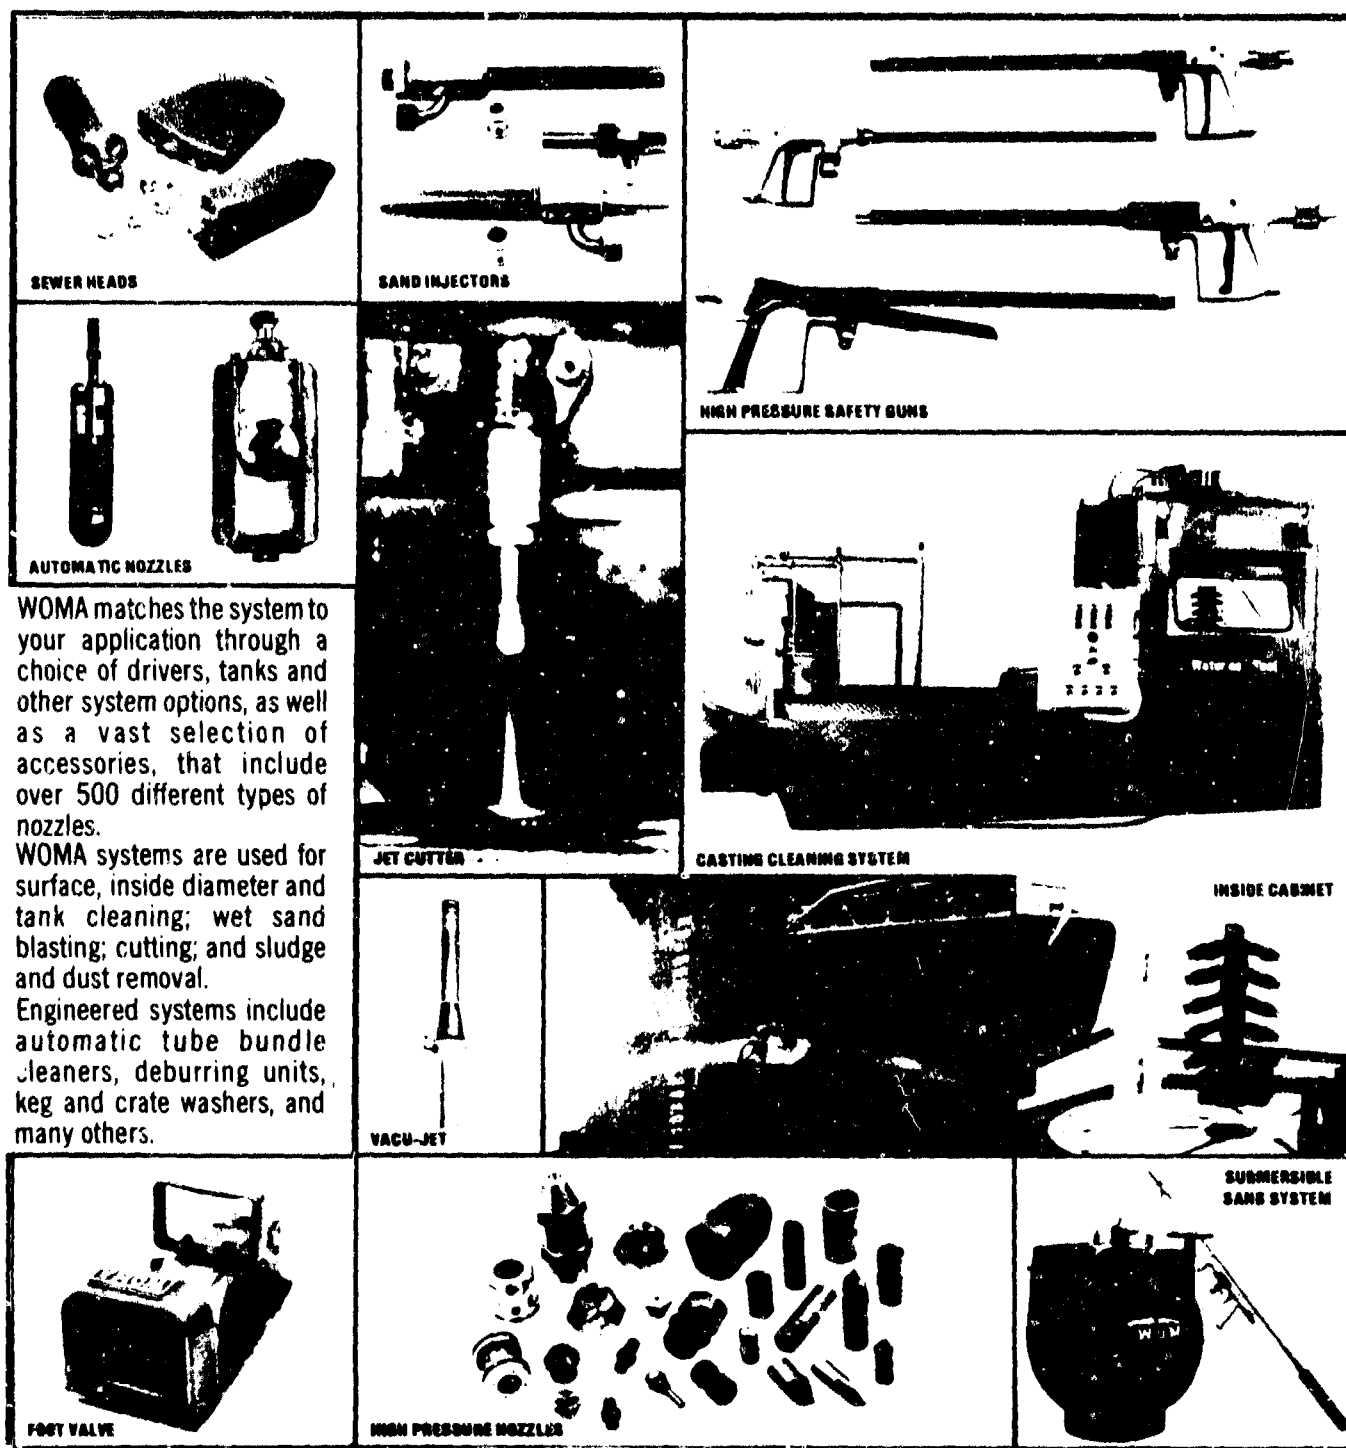 SEWER HEADS
SAND INJECTORS
HIGH PRESSURE SAFETY GUNS
AUTOMATIC NOZZLES
JET CUTTER
CASTING CLEANING SYSTEM
WOMA matches the system to
your application through a
choice of drivers, tanks and
other system options, as well
as a vast selection of
accessories, that include
over 500 different types of
nozzles.
WOMA systems are used for
surface, inside diameter and
tank cleaning; wet sand
blasting; cutting; and sludge
and dust removal.
Engineered systems include
automatic tube bundle
cleaners, deburring units,
keg and crate washers, and
many others.
VACU-JET
INSIDE CABINET
FOOT VALVE
HIGH PRESSURE NOZZLES
SUBMERSIBLE
SAND SYSTEM